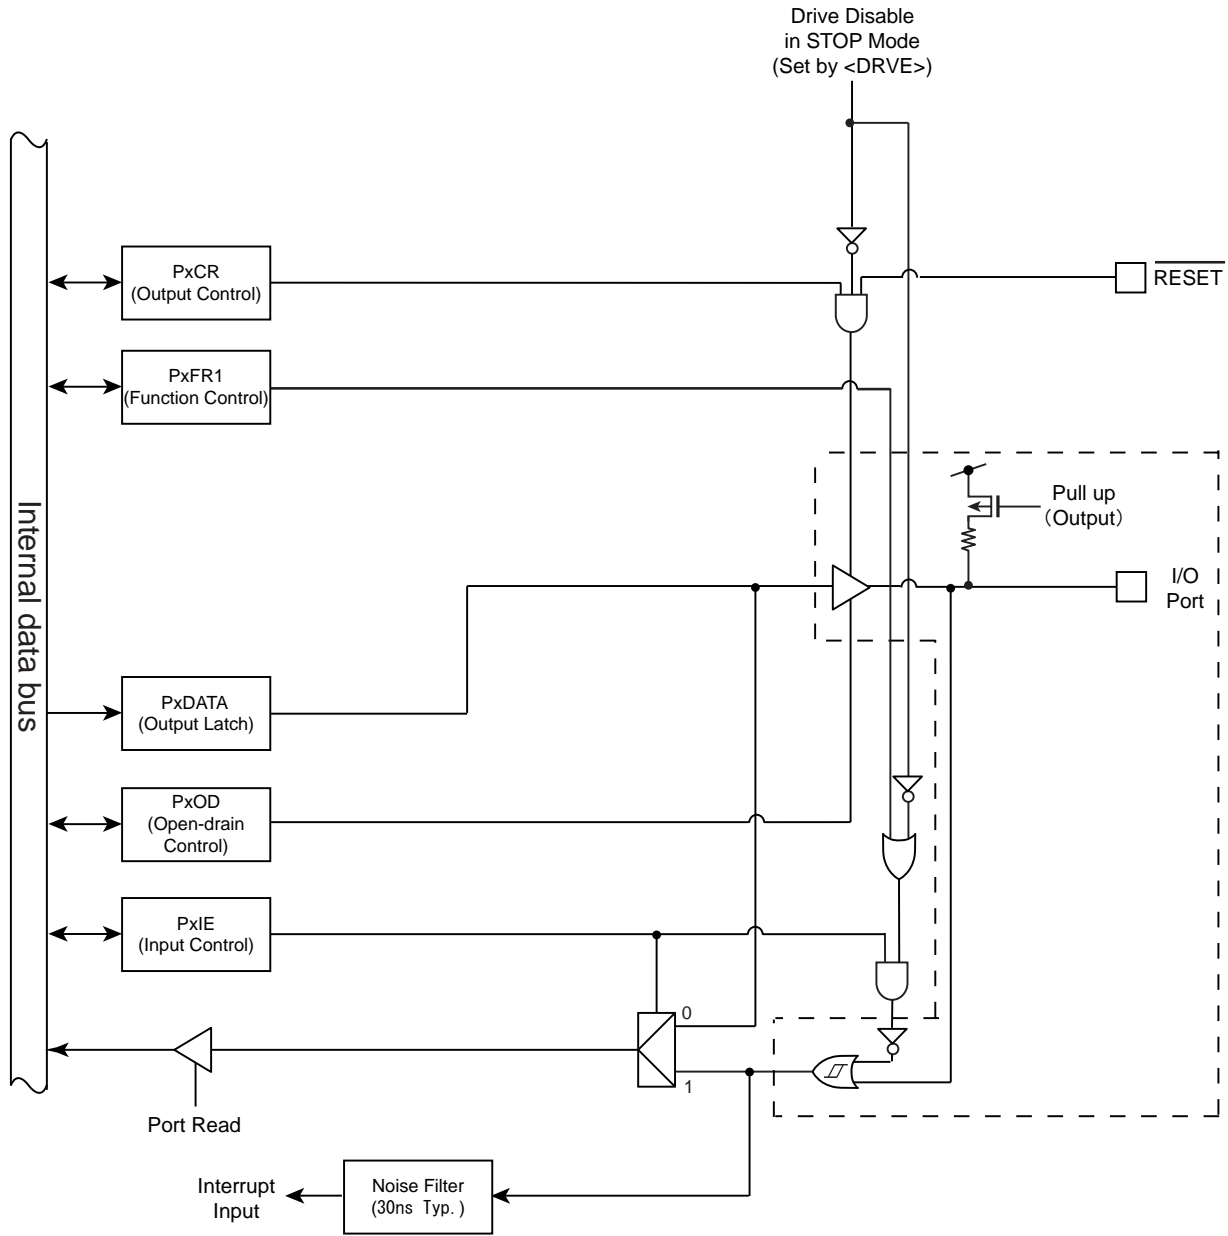 Drive Disable
in STOP Mode
(Set by <DRVE>)
PxCR
(Output Control)
RESET
PxFR1
(Function Control)
Pull up
(Output)
I/O
Port
Internal data bus
PxDATA
(Output Latch)
PxOD
(Open-drain
Control)
PxIE
(Input Control)
0
1
Port Read
Interrupt
Input
Noise Filter
(30ns Typ.)